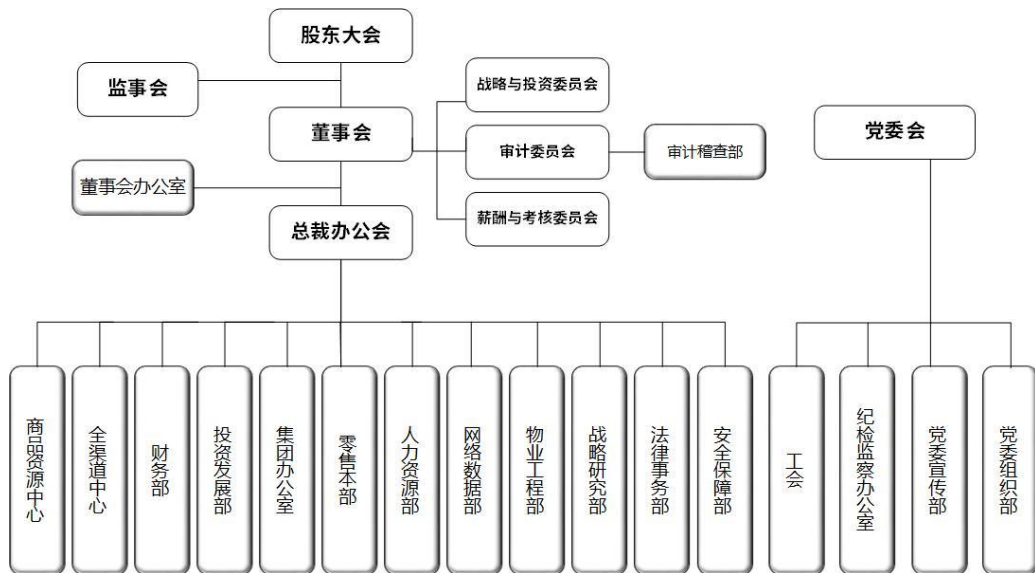 股东大会
监事会
战略与投资委员会
董事会
党委会
审计委员会
审计稽查部
董事会办公室
总裁办公会
薪酬与考核委员会
商品资源中心
全渠道中心
财务部
投资发展部
集团办公室
零售本部
人力资源部
网络数据部
物业工程部
战略研究部
法律事务部
安全保障部
工会
纪检监察办公室
党委宣传部
党委组织部